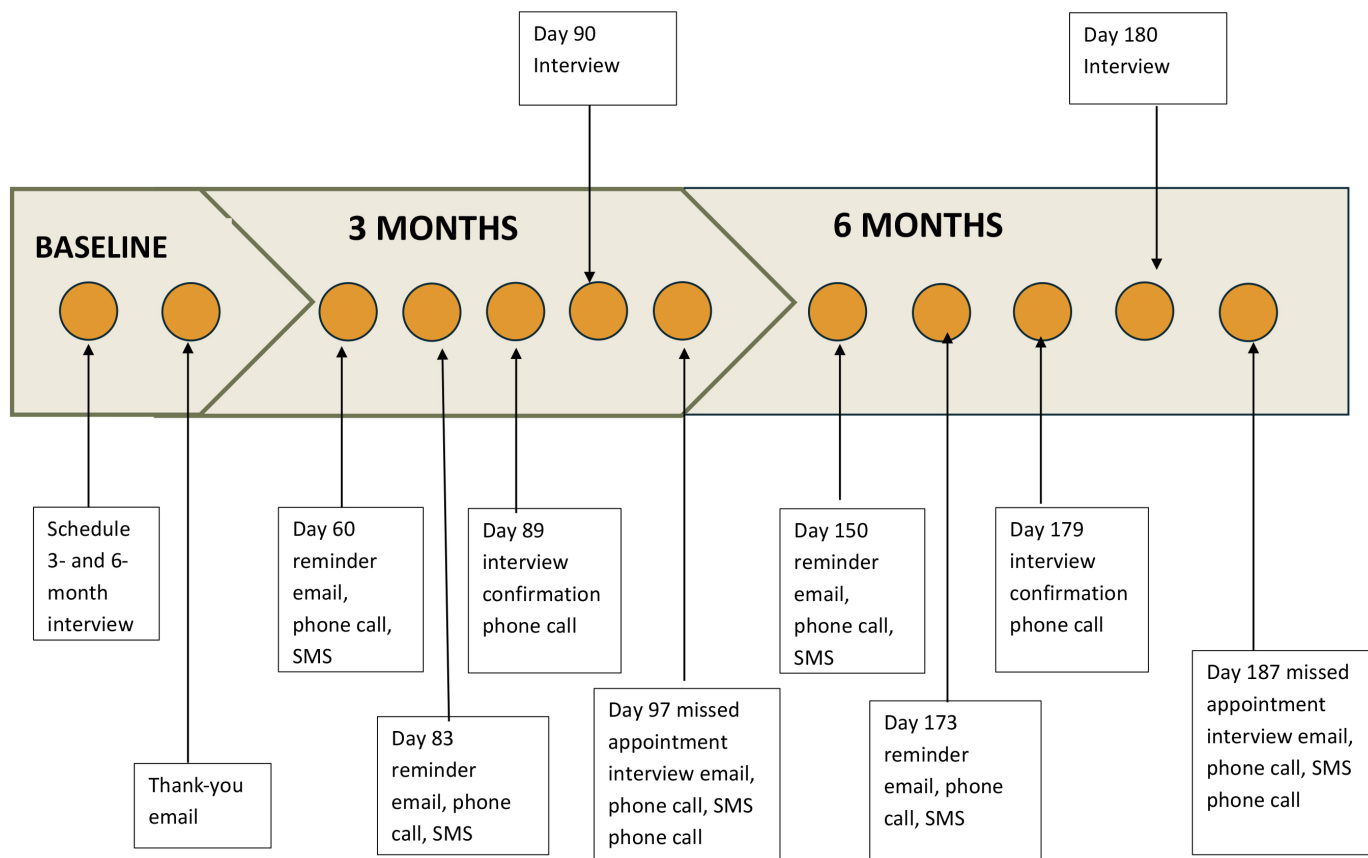 Day 90
Interview
Day 180
Interview
BASELINE
3 MONTHS
6 MONTHS
Schedule
3- and 6-
month
interview
Thank-you
email
Day 60
reminder
email,
phone call,
SMS
Day 83
reminder
email, phone
call, SMS
Day 89
interview
confirmation
phone call
Day 97 missed
appointment
interview email,
phone call, SMS
phone call
Day 150
reminder
email,
phone call,
SMS
Day 173
reminder
email, phone
call, SMS
Day 179
interview
confirmation
phone call
Day 187 missed
appointment
interview email,
phone call, SMS
phone call